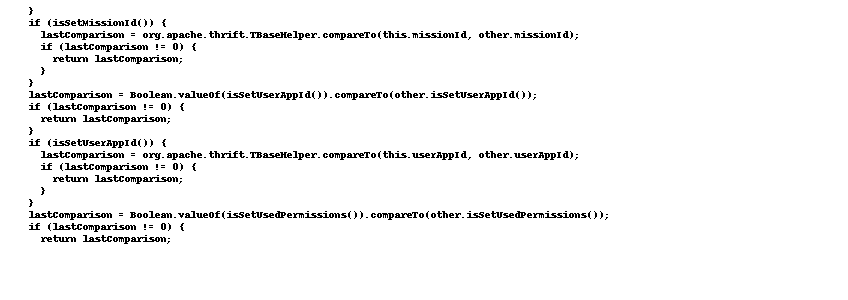 }
if (isSetMissionId()) {
lastComparison = org.apache.thrift.TBaseHelper.compareTo(this.missionId, other.missionId);
if (lastComparison != 0) {
return lastComparison;
}
}
lastComparison = Boolean.valueOf(isSetUserAppId()).compareTo(other.isSetUserAppId());
if (lastComparison != 0) {
return lastComparison;
}
if (isSetUserAppId()) {
lastComparison = org.apache.thrift.TBaseHelper.compareTo(this.userAppId, other.userAppId);
if (lastComparison != 0) {
return lastComparison;
}
}
lastComparison = Boolean.valueOf(isSetUsedPermissions()).compareTo(other.isSetUsedPermissions());
if (lastComparison != 0) {
return lastComparison;